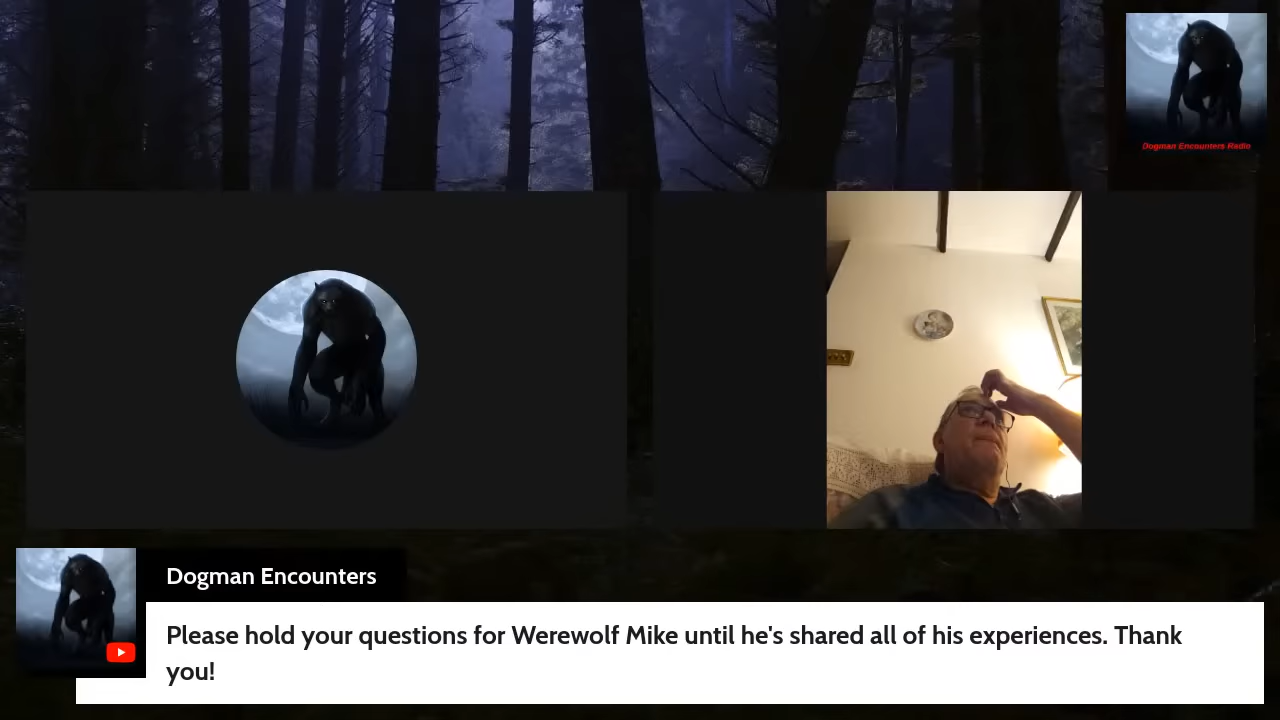 Dogman Encounters Radio
Dogman Encounters
Please hold your questions for Werewolf Mike until he's shared all of his experiences. Thank
you!